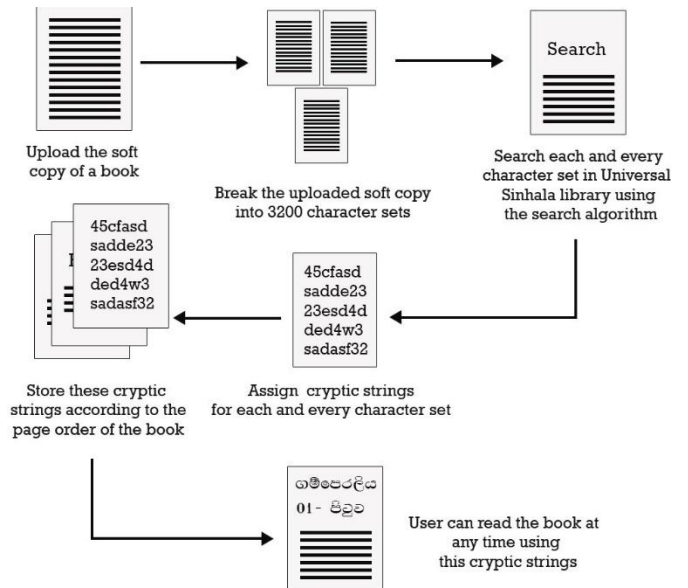 Upload the soft
copy of a book
Break the uploaded soft copy
into 3200 character sets
Search
Search each and every
character set in Universal
Sinhala library using
the search algorithm
45cfasd
sadde23
23esd4d
ded4w3
sadasf32
Assign cryptic strings
for each and every character set
45cfasd
sadde23
23esd4d
ded4w3
sadasf32
Store these cryptic
strings according to the
page order of the book
ගම්පෙරලිය
01 - පිටුව
User can read the book at
any time using
this cryptic strings